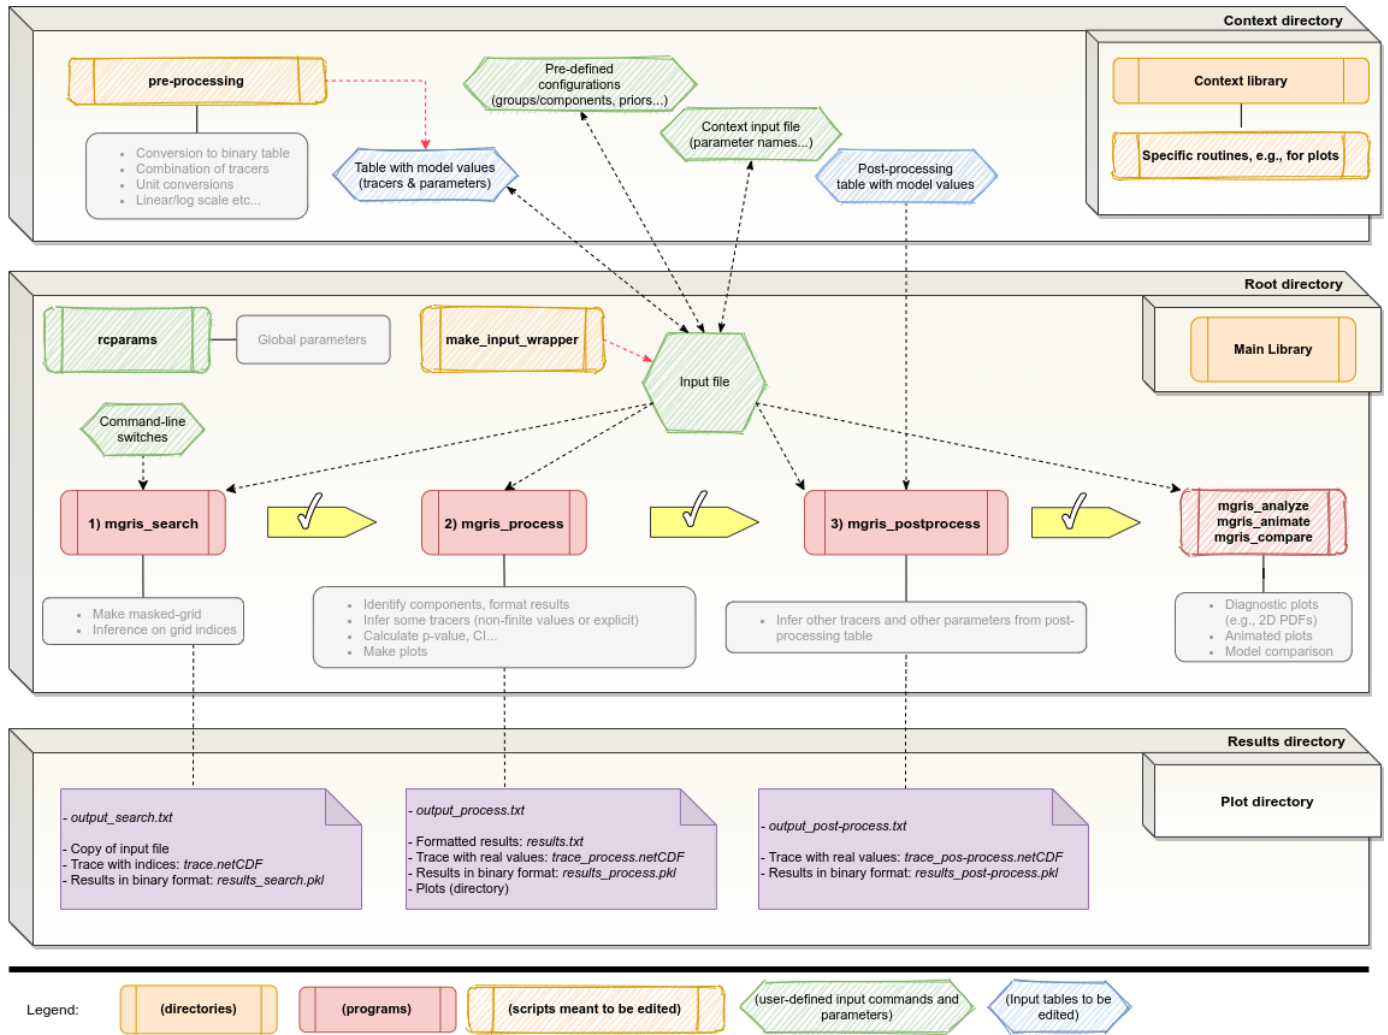 Context directory
pre-processing
Conversion to binary table
Combination of tracers
Unit conversions
Linear/log scale etc...
Table with model values
(tracers & parameters)
Pre-defined
configurations
(groups/components, priors...)
Context input file
(parameter names...)
Post-processing
table with model values
Context library
Specific routines, e.g., for plots
Root directory
rcparams
Global parameters
make_input_wrapper
Input file
Main Library
Command-line
switches
1) mgris_search
2) mgris_process
3) mgris_postprocess
mgris_analyze
mgris_animate
mgris_compare
Make masked-grid
Inference on grid indices
Identify components, format results
Infer some tracers (non-finite values or explicit)
Calculate p-value, CI...
Make plots
Infer other tracers and other parameters from post-
processing table
Diagnostic plots
(e.g., 2D PDFs)
Animated plots
Model comparison
Results directory
Plot directory
- output_search.txt
- Copy of input file
- Trace with indices: trace.netCDF
- Results in binary format: results_search.pkl
- output_process.txt
- Formatted results: results.txt
- Trace with real values: trace_process.netCDF
- Results in binary format: results_process.pkl
- Plots (directory)
- output_post-process.txt
- Trace with real values: trace_pos-process.netCDF
- Results in binary format: results_post-process.pkl
Legend:
(directories)
(programs)
(scripts meant to be edited)
(user-defined input commands and
parameters)
(Input tables to be
edited)